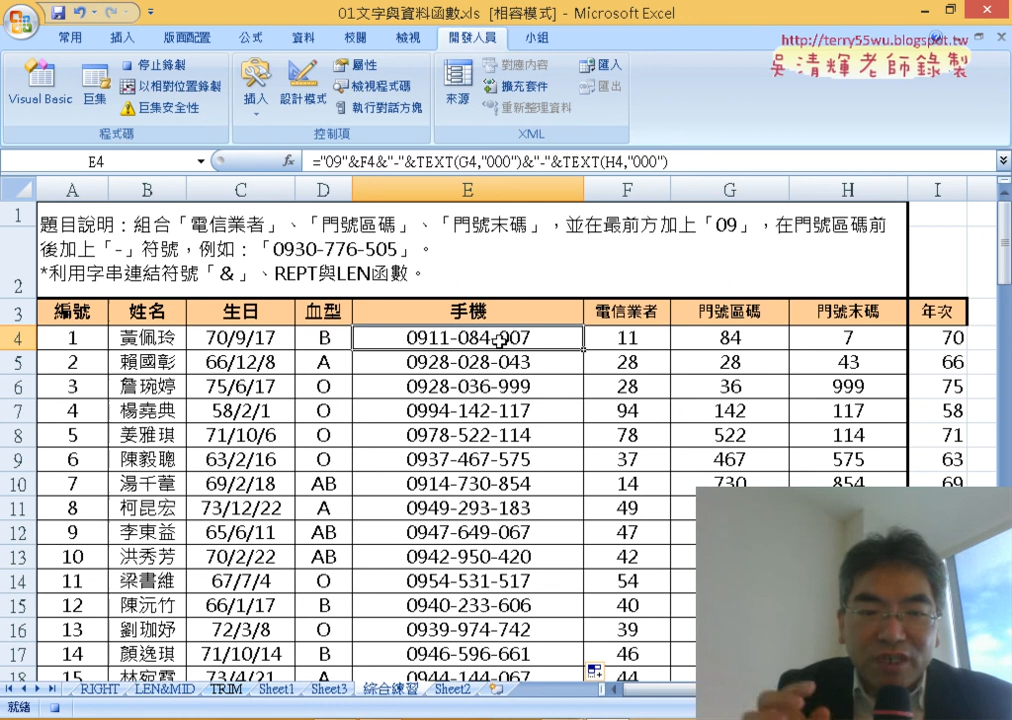 01文字與資料函數.xls [相容模式] - Microsoft Excel
常用 插入 版面配置 公式 資料 校閱 檢視 開發人員 小組
http://terry55wu.blogspot.tw
吳清輝老師錄製
Visual Basic 巨集 停止錄製 以相對位置錄製 巨集安全性
插入 設計模式 屬性 檢視程式碼 執行對話方塊
來源 對應內容 擴充套件 重新整理資料 匯入 匯出
程式碼 控制項 XML
E4 fx ="09"&F4&"-"&TEXT(G4,"000")&"-"&TEXT(H4,"000")
A B C D E F G H I
1 題目說明：組合「電信業者」、「門號區碼」、「門號末碼」，並在最前方加上「09」，在門號區碼前
後加上「-」符號，例如：「0930-776-505」。
2 *利用字串連結符號「&」、REPT與LEN函數。
3 編號 姓名 生日 血型 手機 電信業者 門號區碼 門號末碼 年次
4 1 黃佩玲 70/9/17 B 0911-084-007 11 84 7 70
5 2 賴國彰 66/12/8 A 0928-028-043 28 28 43 66
6 3 詹琬婷 75/6/17 O 0928-036-999 28 36 999 75
7 4 楊堯典 58/2/1 O 0994-142-117 94 142 117 58
8 5 姜雅琪 71/10/6 O 0978-522-114 78 522 114 71
9 6 陳毅聰 63/2/16 O 0937-467-575 37 467 575 63
10 7 湯千蕙 69/2/18 AB 0914-730-854 14 730 854 69
11 8 柯昆宏 73/12/22 A 0949-293-183 49
12 9 李東益 65/6/11 AB 0947-649-067 47
13 10 洪秀芳 70/2/22 AB 0942-950-420 42
14 11 梁書維 67/7/4 O 0954-531-517 54
15 12 陳沅竹 66/1/17 B 0940-233-606 40
16 13 劉珈妤 72/3/8 O 0939-974-742 39
17 14 顏逸琪 71/10/14 B 0946-596-661 46
18 15 林宛霖 73/4/21 A 0944-144-067 44
RIGHT LEN&MID TRIM Sheet1 Sheet3 綜合練習 Sheet2
就緒